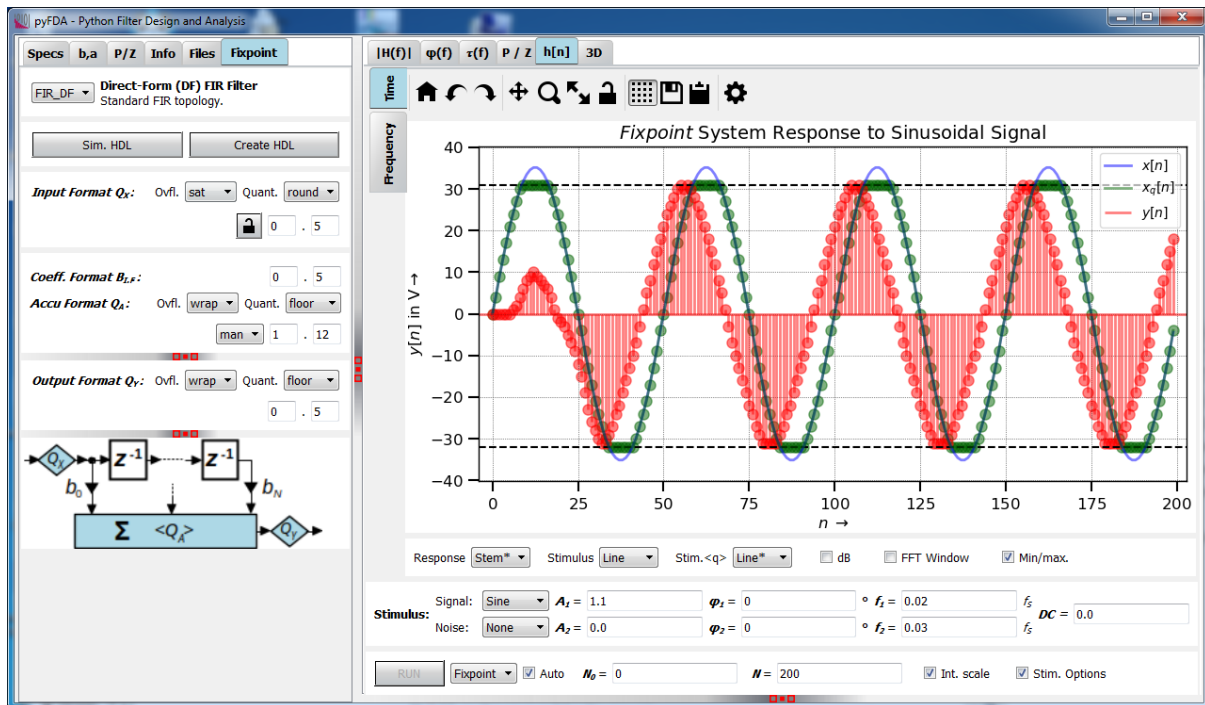 pyFDA - Python Filter Design and Analysis
Specs b,a P/Z Info Files Fixpoint
FIR_DF Direct-Form (DF) FIR Filter
Standard FIR topology.
Sim. HDL Create HDL
Input Format Qx: Ovfl. sat Quant. round
0 . 5
Coeff. Format BI.F: 0 . 5
Accu Format QA: Ovfl. wrap Quant. floor
man 1 . 12
Output Format QY: Ovfl. wrap Quant. floor
0 . 5
QX z-1 z-1
b0 bN
Σ <QA> QY
|H(f)| φ(f) τ(f) P / Z h[n] 3D
Time
Frequency
Fixpoint System Response to Sinusoidal Signal
x[n]
xq[n]
y[n]
y[n] in V →
40
30
20
10
0
−10
−20
−30
−40
0 25 50 75 100 125 150 175 200
n →
Response Stem* Stimulus Line Stim.<q> Line* dB FFT Window Min/max.
Stimulus:
Signal: Sine A1 = 1.1 φ1 = 0 ° f1 = 0.02 fS
DC = 0.0
Noise: None A2 = 0.0 φ2 = 0 ° f2 = 0.03 fS
RUN Fixpoint Auto N0 = 0 N = 200 Int. scale Stim. Options